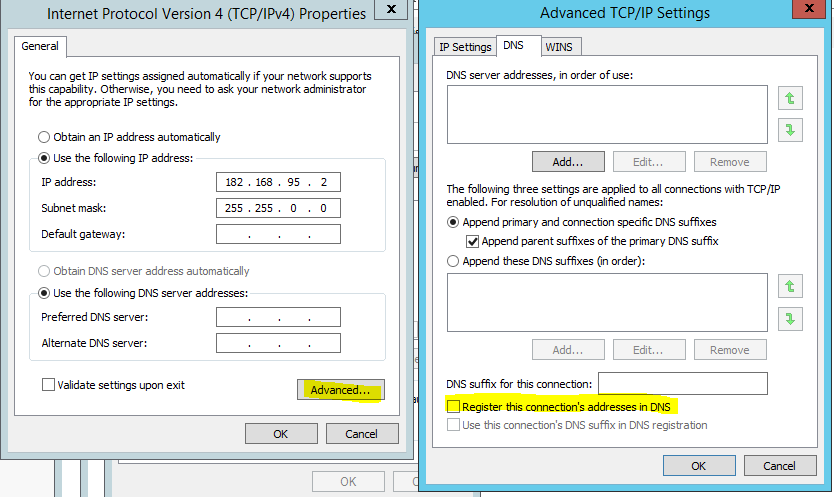 Internet Protocol Version 4 (TCP/IPv4) Properties
x
General
You can get IP settings assigned automatically if your network supports
this capability. Otherwise, you need to ask your network administrator
for the appropriate IP settings.
Obtain an IP address automatically
Use the following IP address:
IP address: 182 . 168 . 95 . 2
Subnet mask: 255 . 255 . 0 . 0
Default gateway: . . .
Obtain DNS server address automatically
Use the following DNS server addresses:
Preferred DNS server: . . .
Alternate DNS server: . . .
Validate settings upon exit
Advanced...
OK Cancel
OK
Advanced TCP/IP Settings
x
IP Settings DNS WINS
DNS server addresses, in order of use:
Add... Edit... Remove
The following three settings are applied to all connections with TCP/IP
enabled. For resolution of unqualified names:
Append primary and connection specific DNS suffixes
Append parent suffixes of the primary DNS suffix
Append these DNS suffixes (in order):
Add... Edit... Remove
DNS suffix for this connection:
Register this connection's addresses in DNS
Use this connection's DNS suffix in DNS registration
OK Cancel